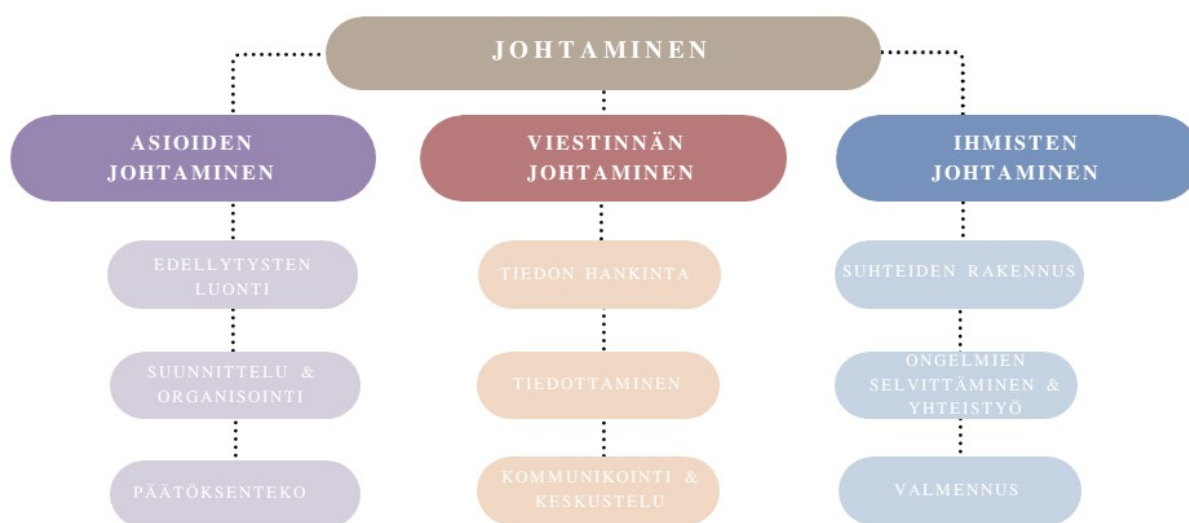 JOHTAMINEN
ASIOIDEN
JOHTAMINEN
EDELLYTYSTEN
LUONTI
SUUNNITTELU &
ORGANISOINTI
PÄÄTÖKSENTEKO
VIESTINNÄN
JOHTAMINEN
TIEDON HANKINTA
TIEDOTTAMINEN
KOMMUNIKOINTI &
KESKUSTELU
IHMISTEN
JOHTAMINEN
SUHTEIDEN RAKENNUS
ONGELMIEN
SELVITTÄMINEN &
YHTEISTYÖ
VALMENNUS